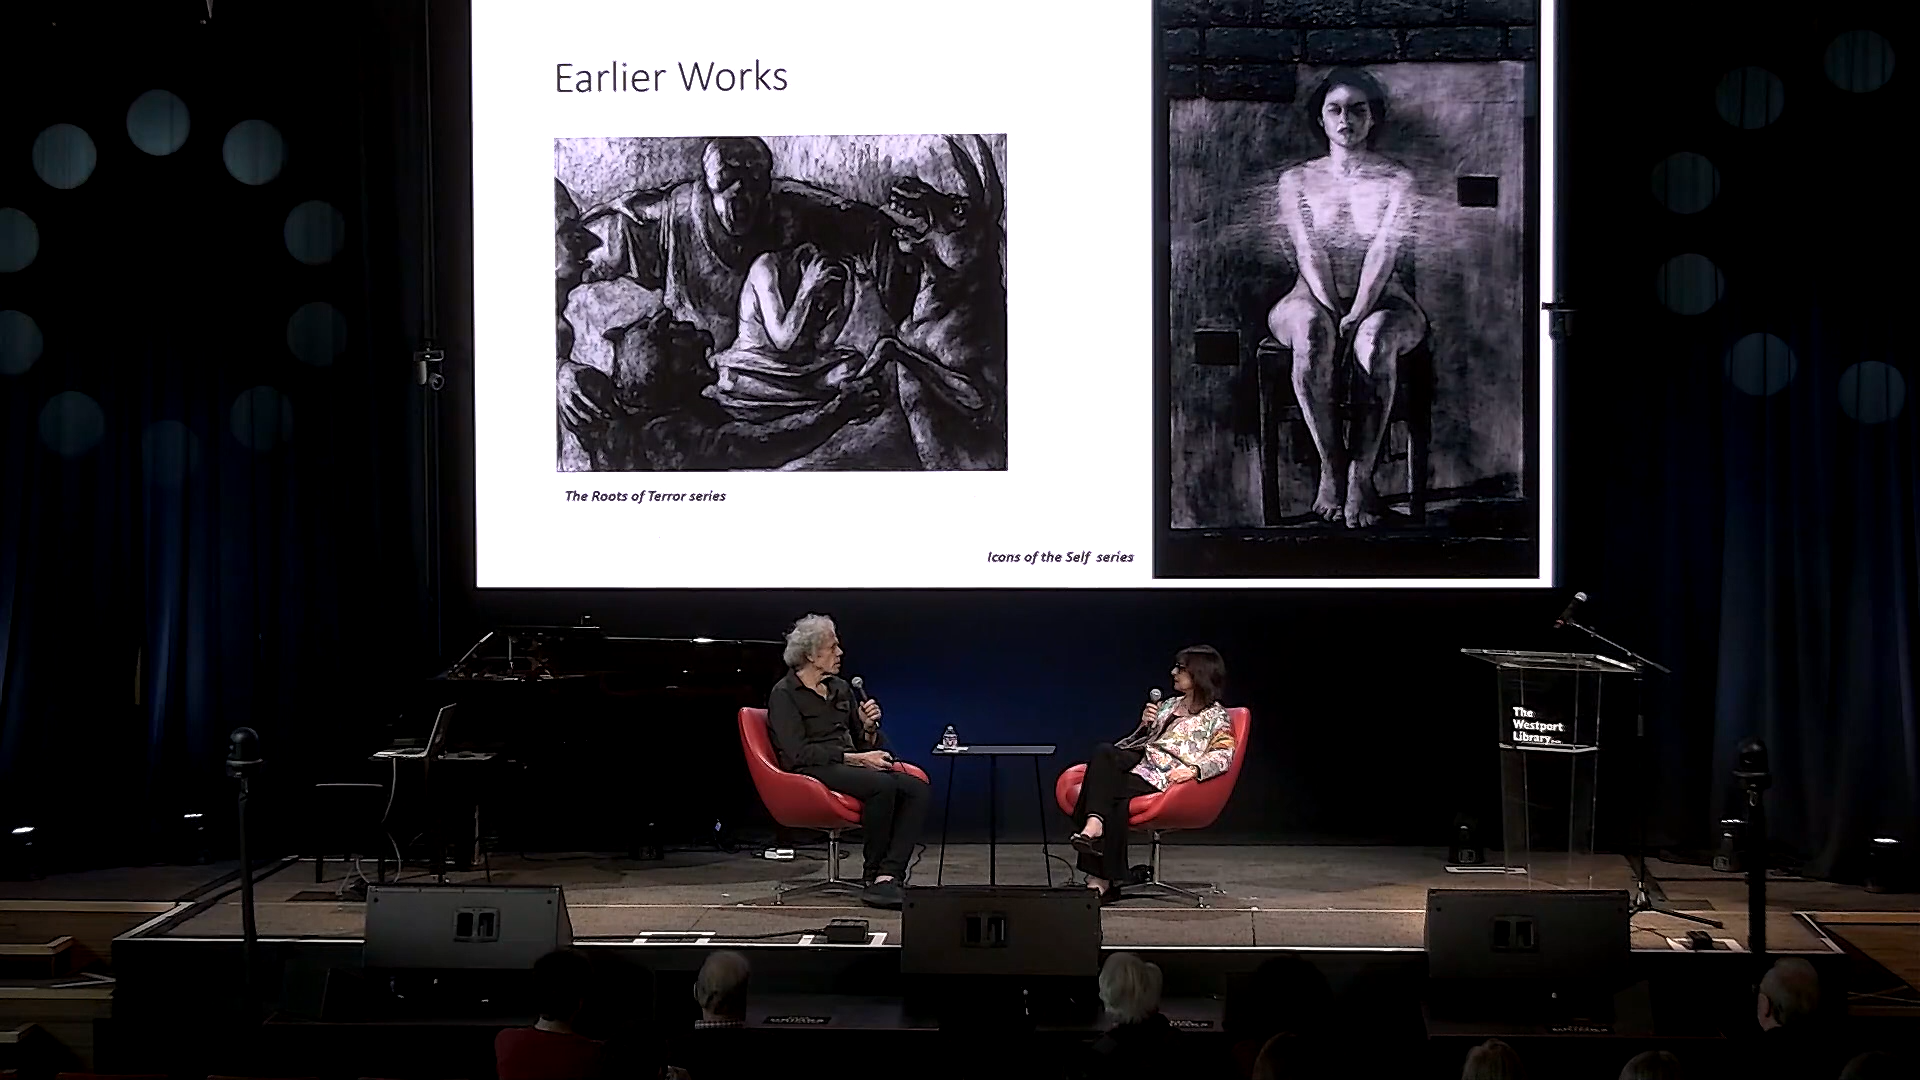 Earlier Works
The Roots of Terror series
Icons of the Self series
The
Westport
Library